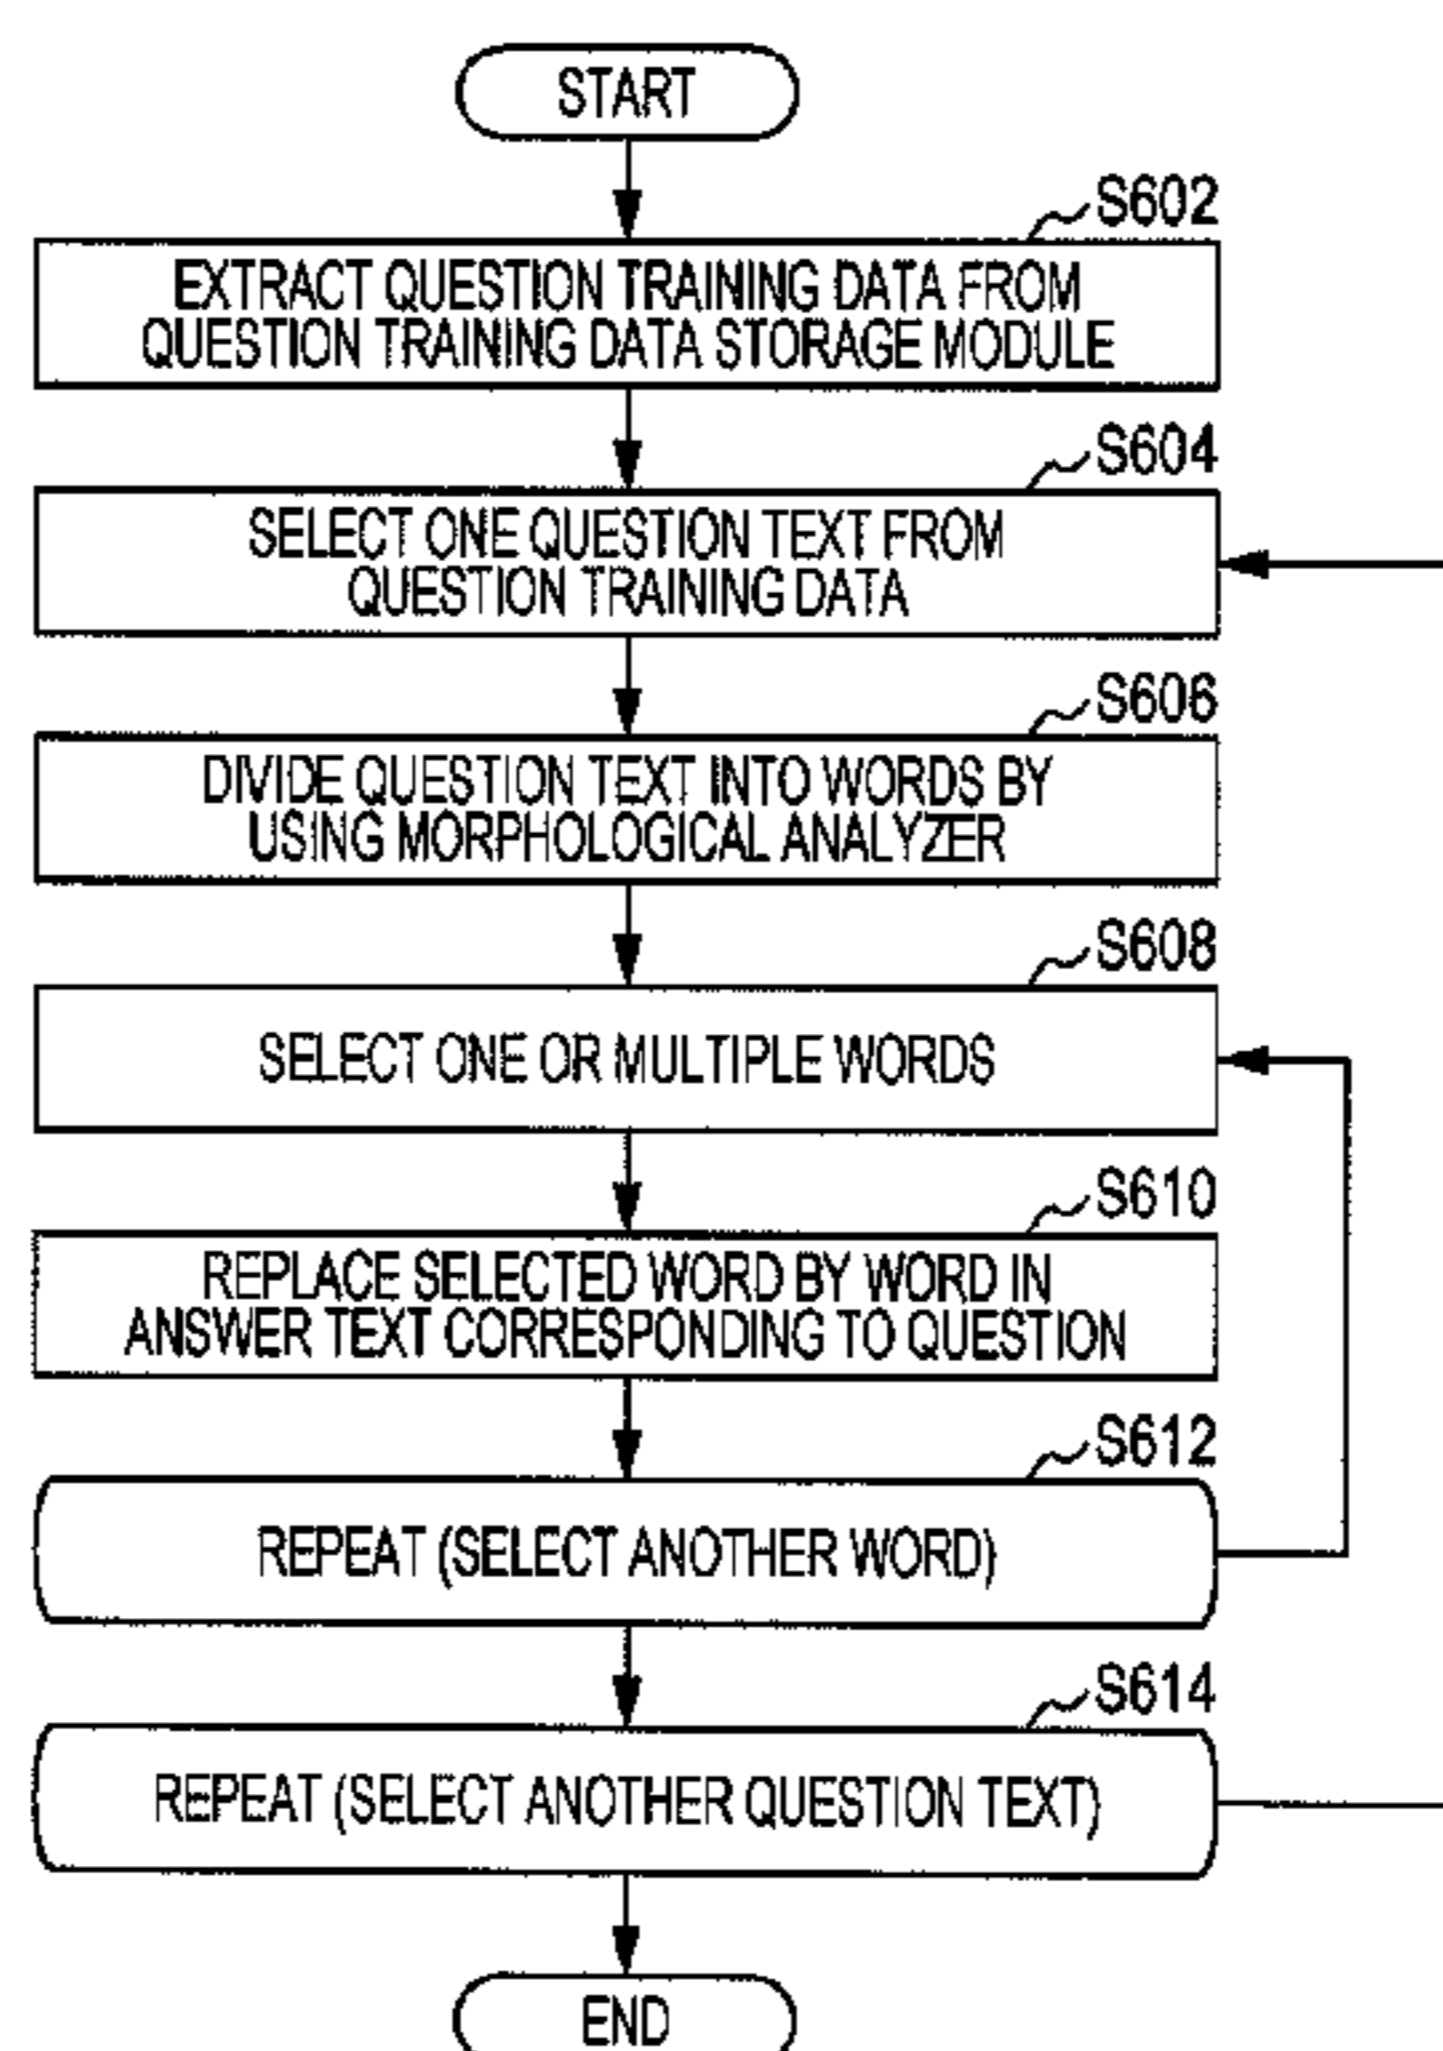 START
S602
EXTRACT QUESTION TRAINING DATA FROM
QUESTION TRAINING DATA STORAGE MODULE
S604
SELECT ONE QUESTION TEXT FROM
QUESTION TRAINING DATA
S606
DIVIDE QUESTION TEXT INTO WORDS BY
USING MORPHOLOGICAL ANALYZER
S608
SELECT ONE OR MULTIPLE WORDS
S610
REPLACE SELECTED WORD BY WORD IN
ANSWER TEXT CORRESPONDING TO QUESTION
S612
REPEAT (SELECT ANOTHER WORD)
S614
REPEAT (SELECT ANOTHER QUESTION TEXT)
END